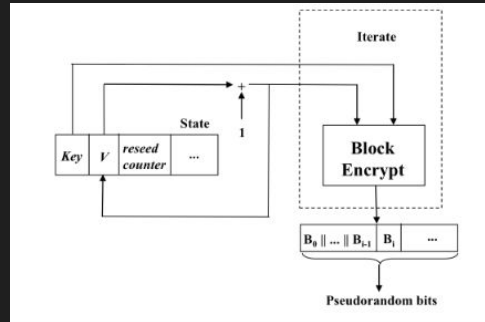 Iterate
+
1
State
Key V reseed counter ...
Block
Encrypt
B0 || ... || Bi-1 Bi ...
Pseudorandom bits